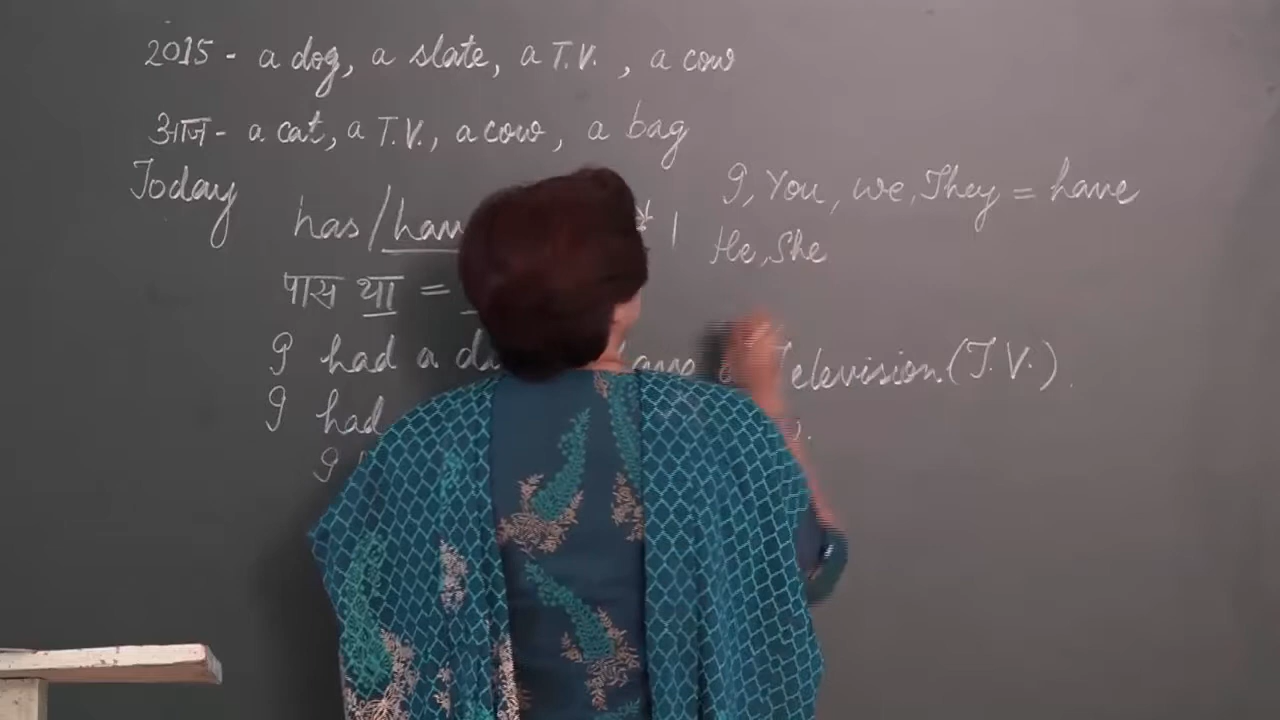 2015 - a dog, a slate, a T.V. , a cow
आज - a cat, a T.V., a cow, a bag
Today
has/hav
I, You, we, They = have
He, She
पास था =
I had a Television (T.V.).
I had
I